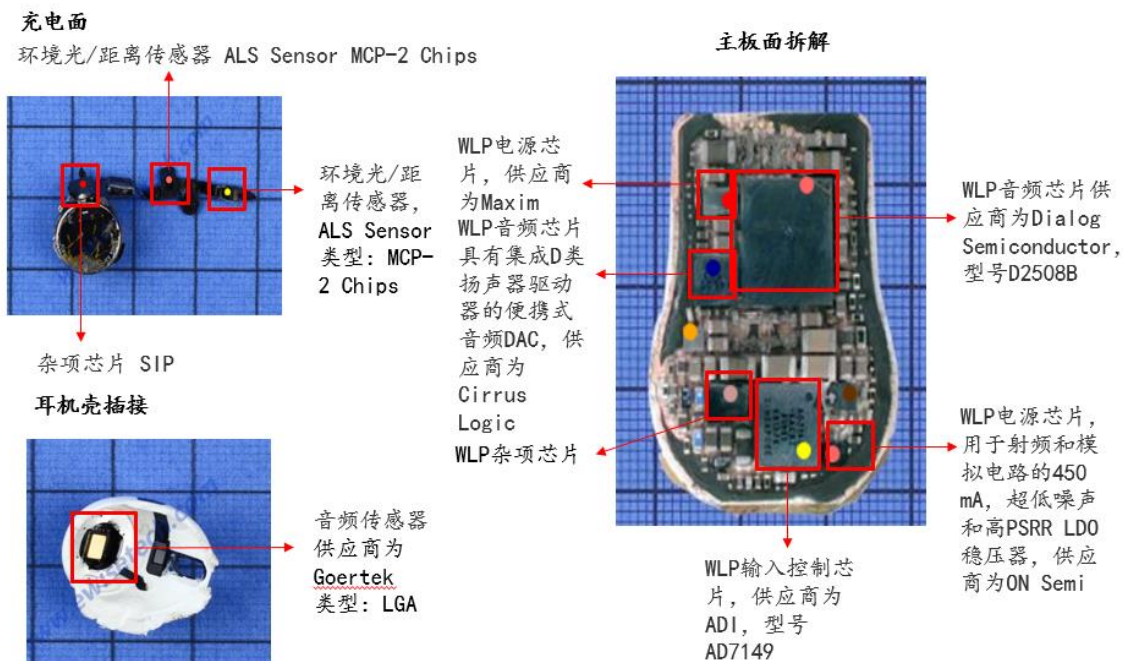 充电面
环境光/距离传感器 ALS Sensor MCP-2 Chips
环境光/距
离传感器,
ALS Sensor
类型: MCP-
2 Chips
杂项芯片 SIP
耳机壳插接
音频传感器
供应商为
Goertek
类型: LGA
主板面拆解
WLP电源芯
片, 供应商
为Maxim
WLP音频芯片
具有集成D类
扬声器驱动
器的便携式
音频DAC, 供
应商为
Cirrus
Logic
WLP杂项芯片
WLP音频芯片供
应商为Dialog
Semiconductor,
型号D2508B
WLP电源芯片,
用于射频和模
拟电路的450
mA, 超低噪声
和高PSRR LDO
稳压器, 供应
商为ON Semi
WLP输入控制芯
片, 供应商为
ADI, 型号
AD7149